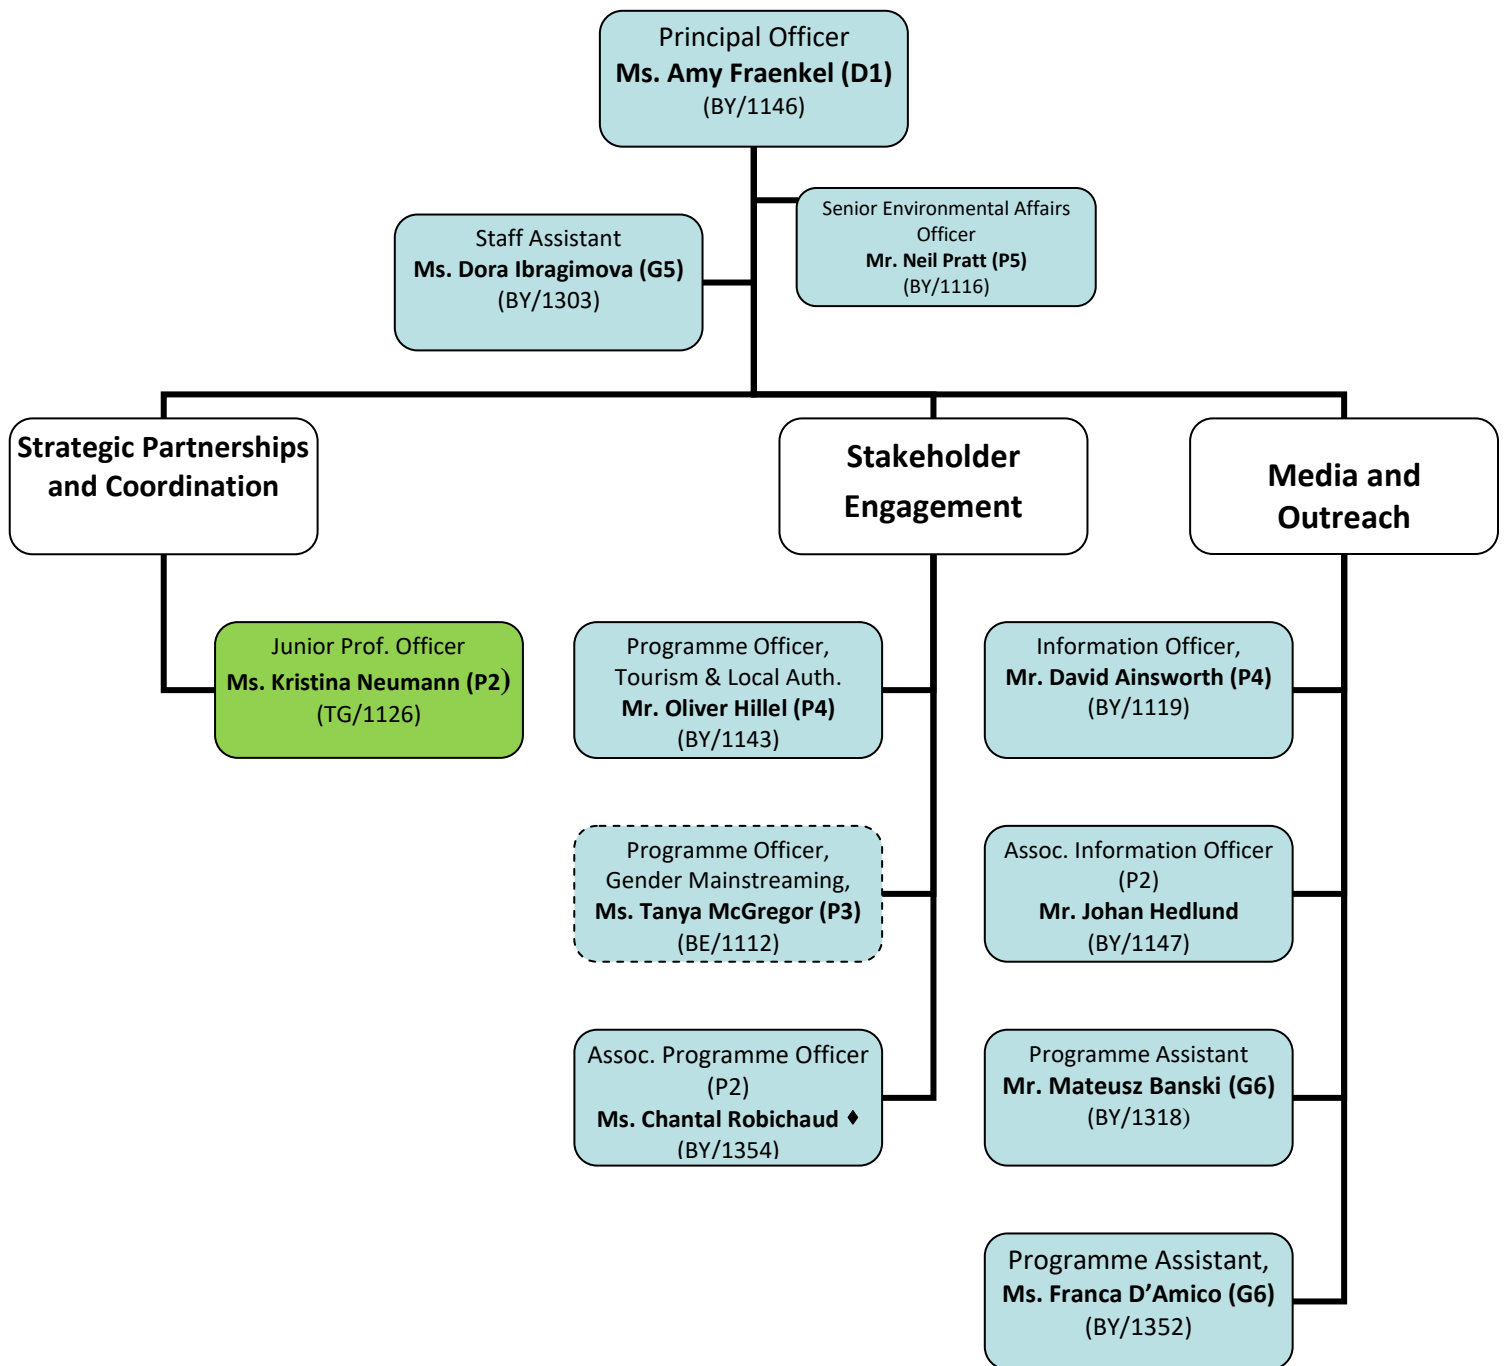 Principal Officer
Ms. Amy Fraenkel (D1)
(BY/1146)
Senior Environmental Affairs
Officer
Mr. Neil Pratt (P5)
(BY/1116)
Staff Assistant
Ms. Dora Ibragimova (G5)
(BY/1303)
Strategic Partnerships
and Coordination
Junior Prof. Officer
Ms. Kristina Neumann (P2)
(TG/1126)
Stakeholder
Engagement
Programme Officer,
Tourism & Local Auth.
Mr. Oliver Hillel (P4)
(BY/1143)
Programme Officer,
Gender Mainstreaming,
Ms. Tanya McGregor (P3)
(BE/1112)
Assoc. Programme Officer
(P2)
Ms. Chantal Robichaud ♦
(BY/1354)
Media and
Outreach
Information Officer,
Mr. David Ainsworth (P4)
(BY/1119)
Assoc. Information Officer
(P2)
Mr. Johan Hedlund
(BY/1147)
Programme Assistant
Mr. Mateusz Banski (G6)
(BY/1318)
Programme Assistant,
Ms. Franca D’Amico (G6)
(BY/1352)